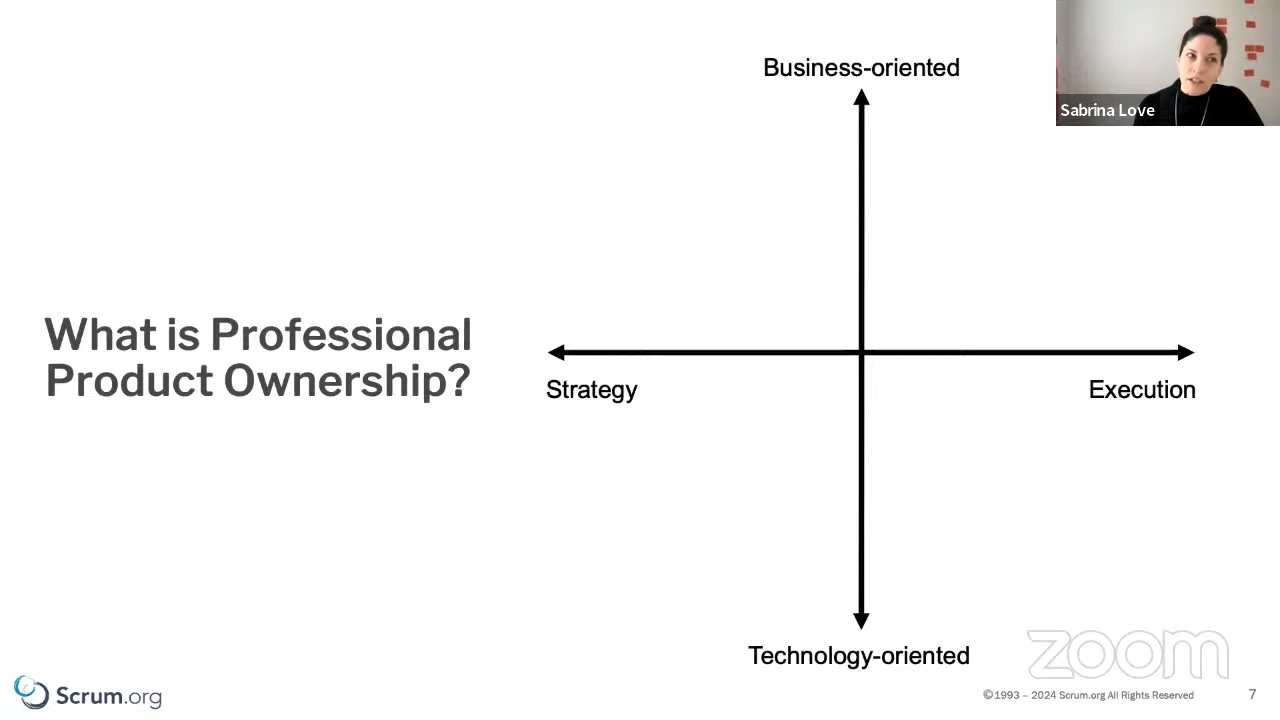 Business-oriented
Sabrina Love
What is Professional
Product Ownership?
Strategy
Execution
Technology-oriented
zoom
Scrum.org
©1993 – 2024 Scrum.org All Rights Reserved
7